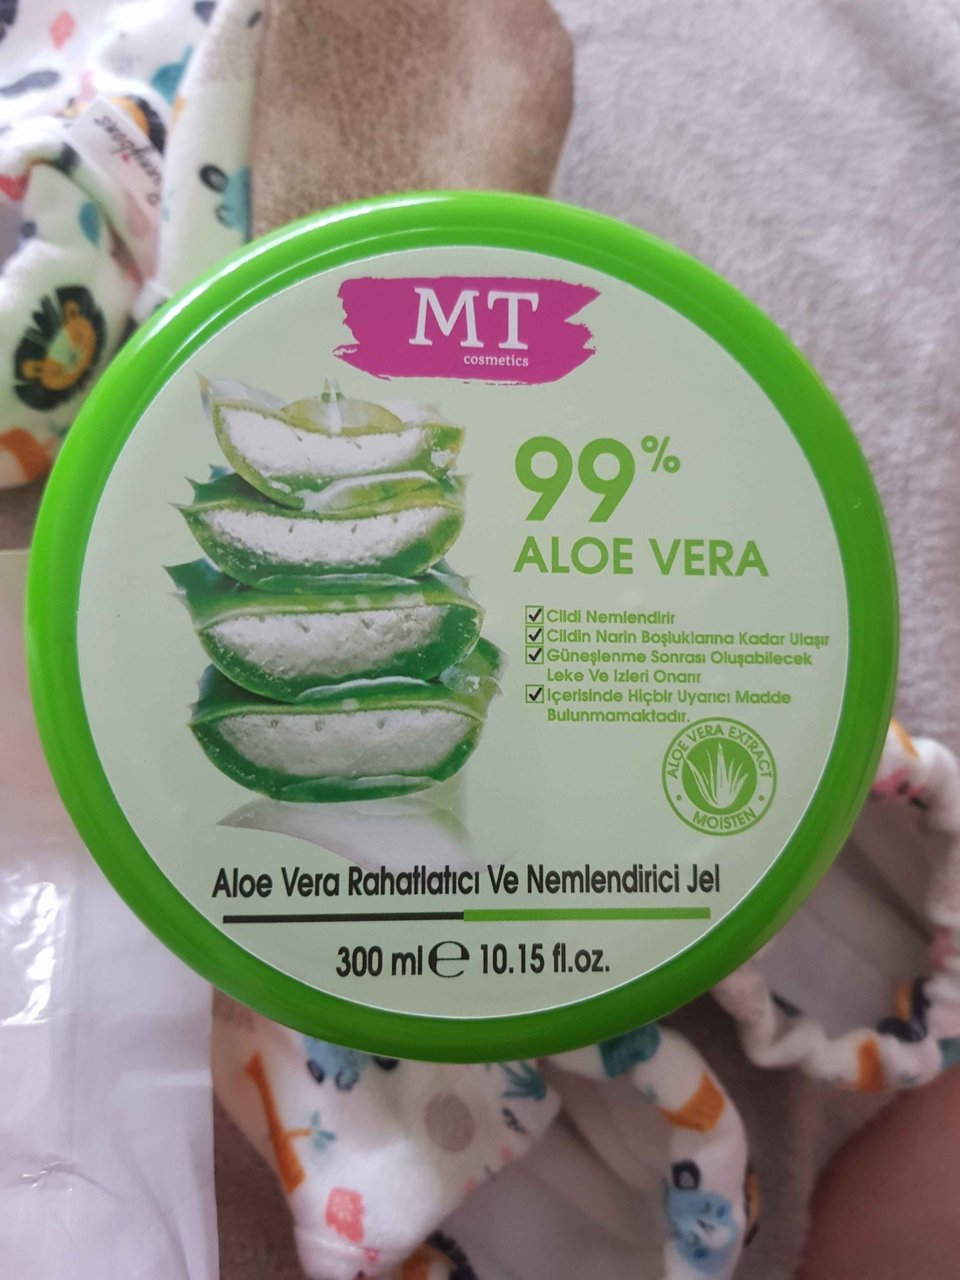 MT
cosmetics
99%
ALOE VERA
Cildi Nemlendirir
Cildin Narin Boşluklarına Kadar Ulaşır
Güneşlenme Sonrası Oluşabilecek
Leke Ve Izleri Onarır
Içerisinde Hiçbir Uyarıcı Madde
Bulunmamaktadır.
ALOE VERA EXTRACT
MOISTEN
Aloe Vera Rahatlatıcı Ve Nemlendirici Jel
300 ml e 10.15 fl.oz.